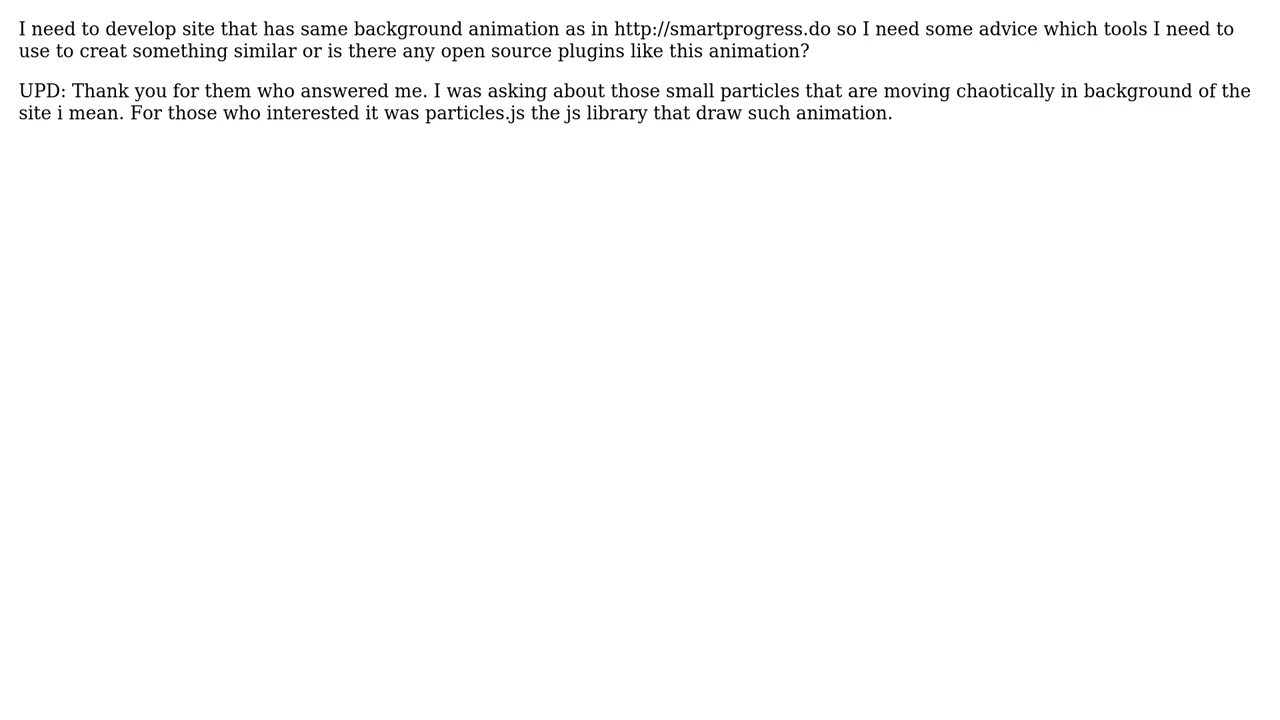 I need to develop site that has same background animation as in http://smartprogress.do so I need some advice which tools I need to
use to creat something similar or is there any open source plugins like this animation?
UPD: Thank you for them who answered me. I was asking about those small particles that are moving chaotically in background of the
site i mean. For those who interested it was particles.js the js library that draw such animation.